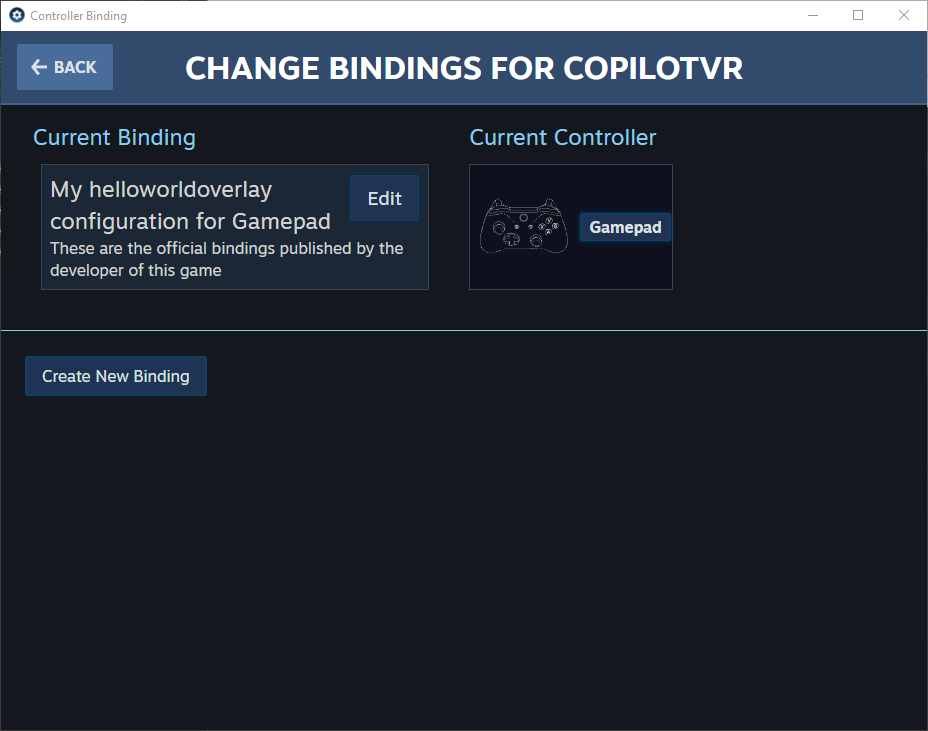 Controller Binding
BACK
CHANGE BINDINGS FOR COPILOTVR
Current Binding
My helloworldoverlay
configuration for Gamepad
Edit
These are the official bindings published by the
developer of this game
Current Controller
Gamepad
Create New Binding